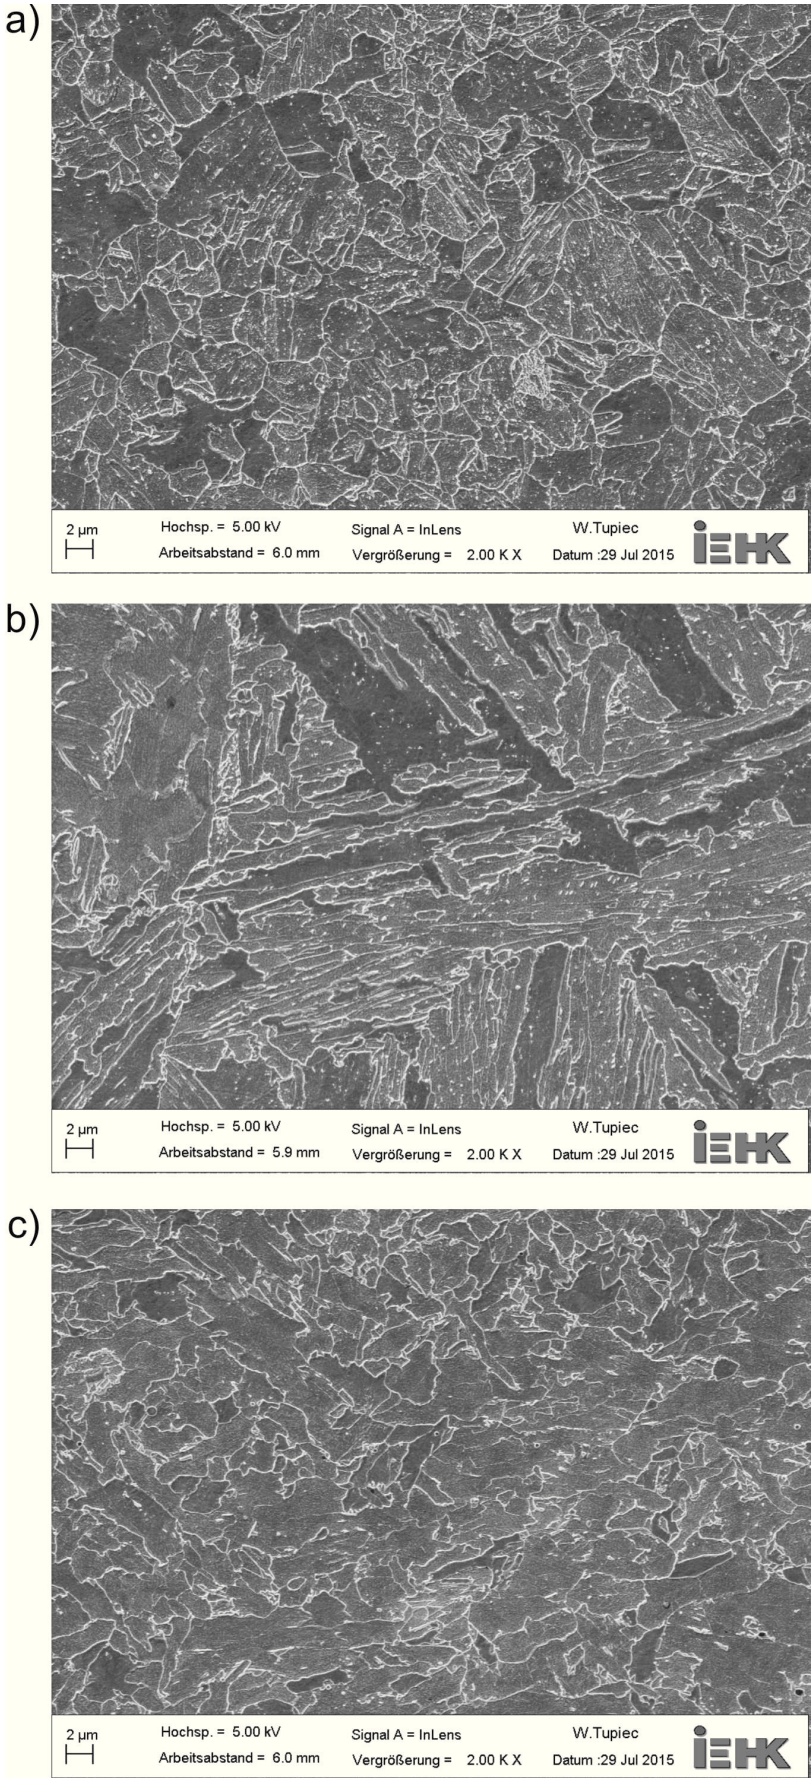 a)
2 µm
Hochsp. = 5.00 kV
Arbeitsabstand = 6.0 mm
Signal A = InLens
Vergrößerung = 2.00 K X
W.Tupiec
Datum :29 Jul 2015
iEHK
b)
2 µm
Hochsp. = 5.00 kV
Arbeitsabstand = 5.9 mm
Signal A = InLens
Vergrößerung = 2.00 K X
W.Tupiec
Datum :29 Jul 2015
iEHK
c)
2 µm
Hochsp. = 5.00 kV
Arbeitsabstand = 6.0 mm
Signal A = InLens
Vergrößerung = 2.00 K X
W.Tupiec
Datum :29 Jul 2015
iEHK